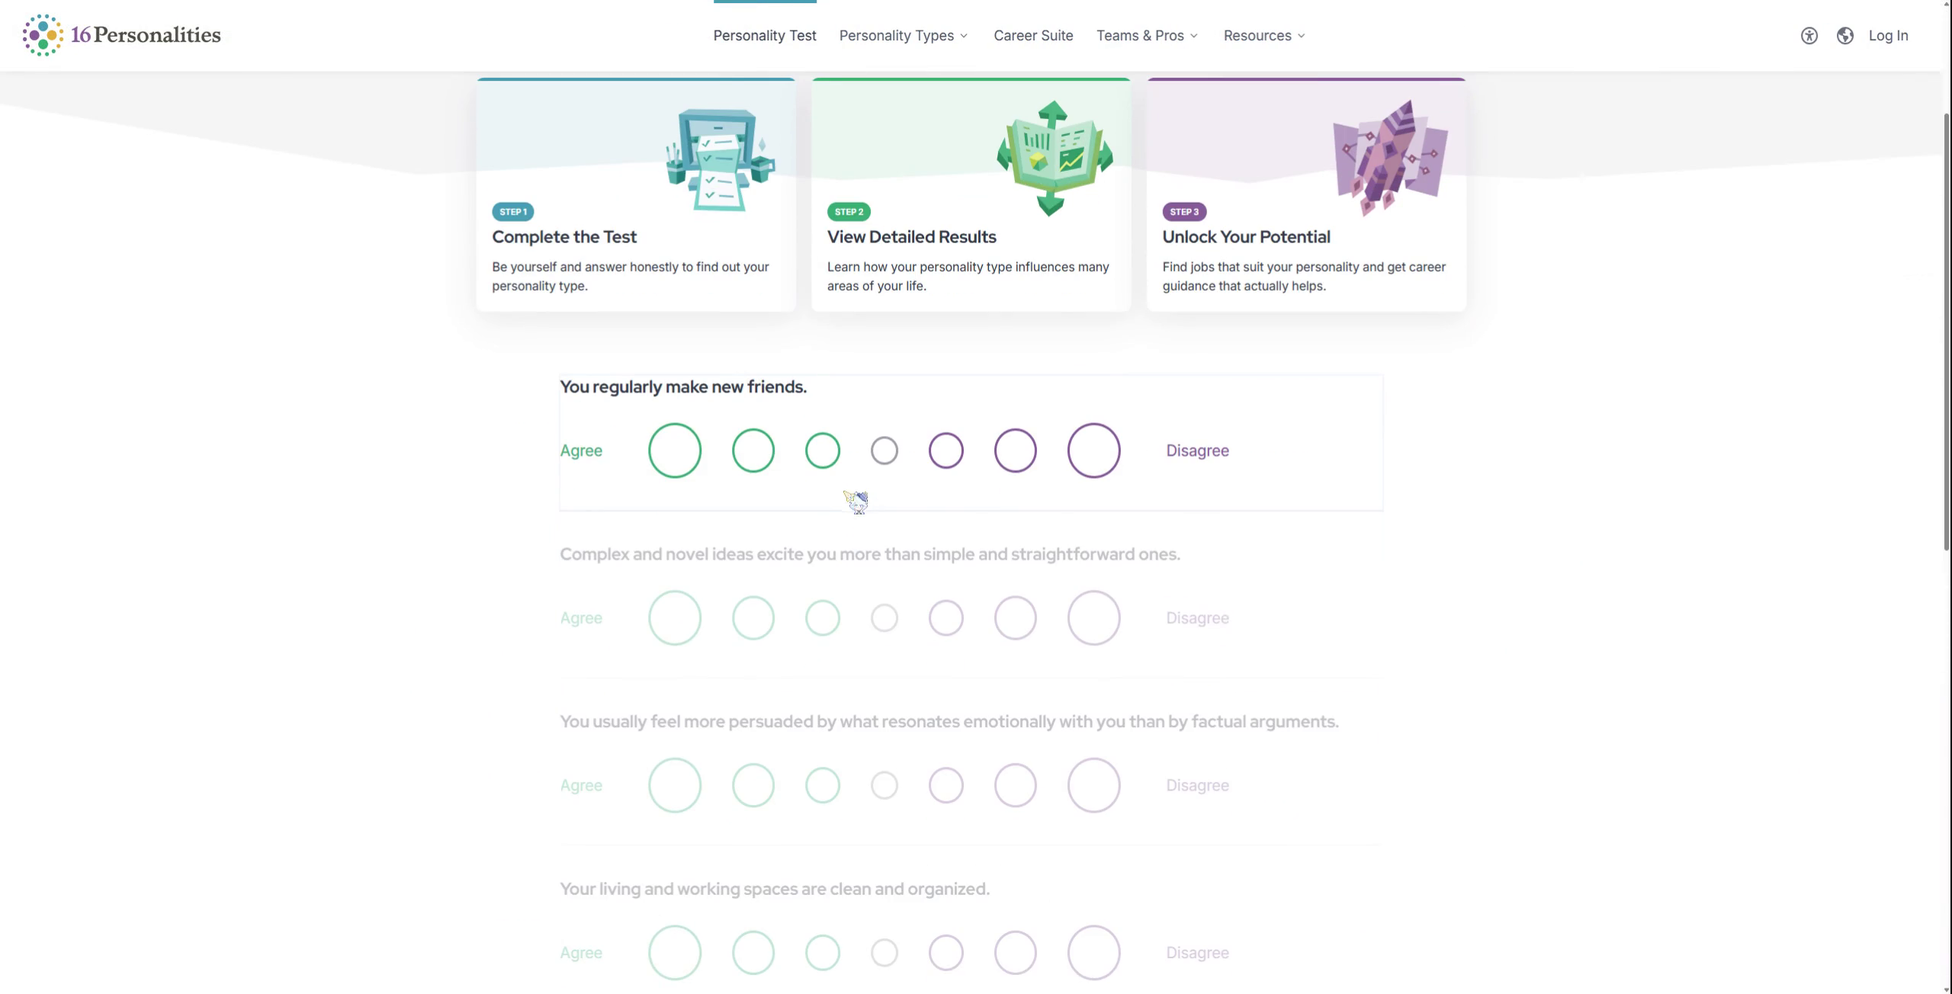 16Personalities
Personality Test
Personality Types
Career Suite
Teams & Pros
Resources
Log In
STEP 1
Complete the Test
Be yourself and answer honestly to find out your
personality type.
STEP 2
View Detailed Results
Learn how your personality type influences many
areas of your life.
STEP 3
Unlock Your Potential
Find jobs that suit your personality and get career
guidance that actually helps.
You regularly make new friends.
Agree
Disagree
Complex and novel ideas excite you more than simple and straightforward ones.
Agree
Disagree
You usually feel more persuaded by what resonates emotionally with you than by factual arguments.
Agree
Disagree
Your living and working spaces are clean and organized.
Agree
Disagree